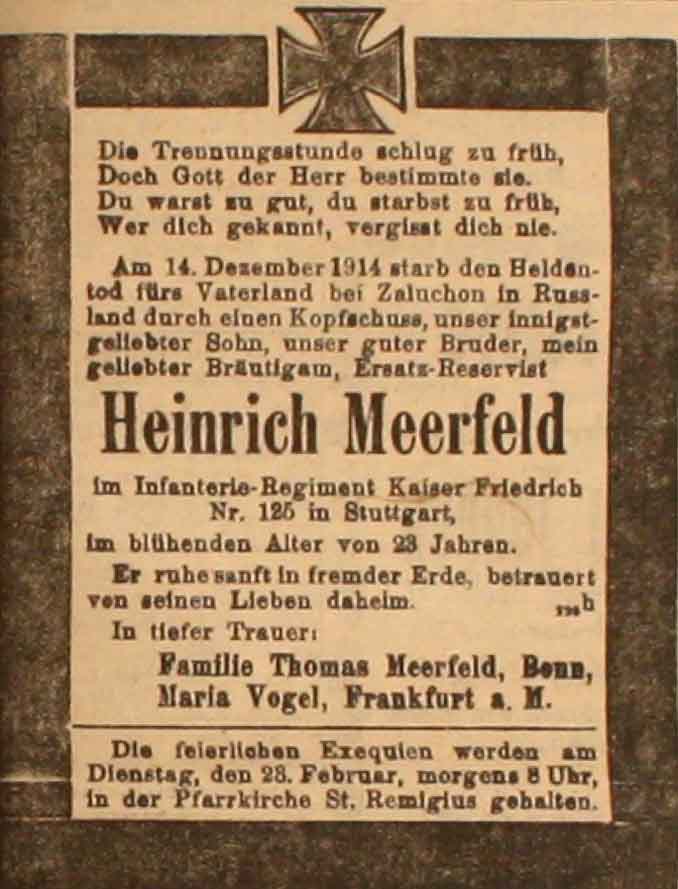 Die Trennungsstunde schlug zu früh,
Doch Gott der Herr bestimmte sie.
Du warst zu gut, du starbst zu früh,
Wer dich gekannt, vergisst dich nie.
Am 14. Dezember 1914 starb den Helden-
tod fürs Vaterland bei Zaluchon in Russ-
land durch einen Kopfschuss, unser innigst-
geliebter Sohn, unser guter Bruder, mein
geliebter Bräutigam, Ersatz-Reservist
Heinrich Meerfeld
im Infanterie-Regiment Kaiser Friedrich
Nr. 125 in Stuttgart,
im blühenden Alter von 23 Jahren.
Er ruhe sanft in fremder Erde, betrauert
von seinen Lieben daheim.
In tiefer Trauer:
Familie Thomas Meerfeld, Bonn,
Maria Vogel, Frankfurt a. M.
Die feierlichen Exequien werden am
Dienstag, den 23. Februar, morgens 8 Uhr,
in der Pfarrkirche St. Remigius gehalten.